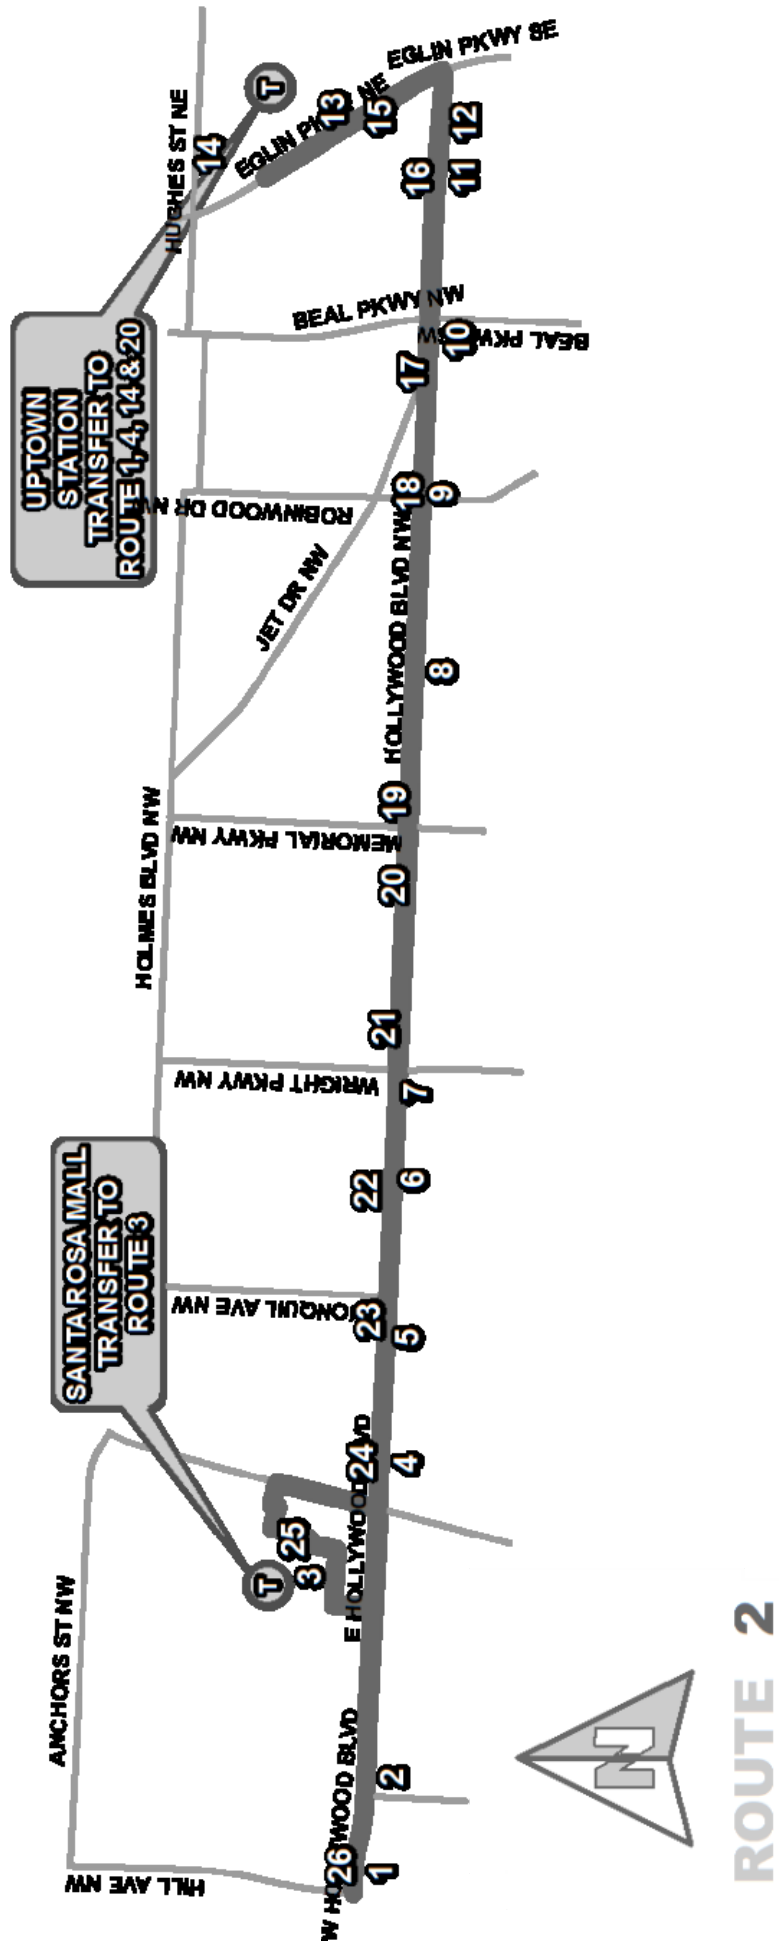 UPTOWN
STATION
TRANSFER TO
ROUTE 1, 4, 14 & 20
SANTA ROSA MALL
TRANSFER TO
ROUTE 3
T
T
HUGHES ST NE
EGLIN PKWY NE
EGLIN PKWY SE
BEAL PKWY NW
BEAL PKWY SW
ROBINWOOD DR NW
JET DR NW
HOLLYWOOD BLVD NW
HOLMES BLVD NW
MEMORIAL PKWY NW
WRIGHT PKWY NW
JONQUIL AVE NW
E HOLLYWOOD BLVD
ANCHORS ST NW
HILL AVE NW
1
2
3
4
5
6
7
8
9
10
11
12
13
14
15
16
17
18
19
20
21
22
23
24
25
26
N
ROUTE 2